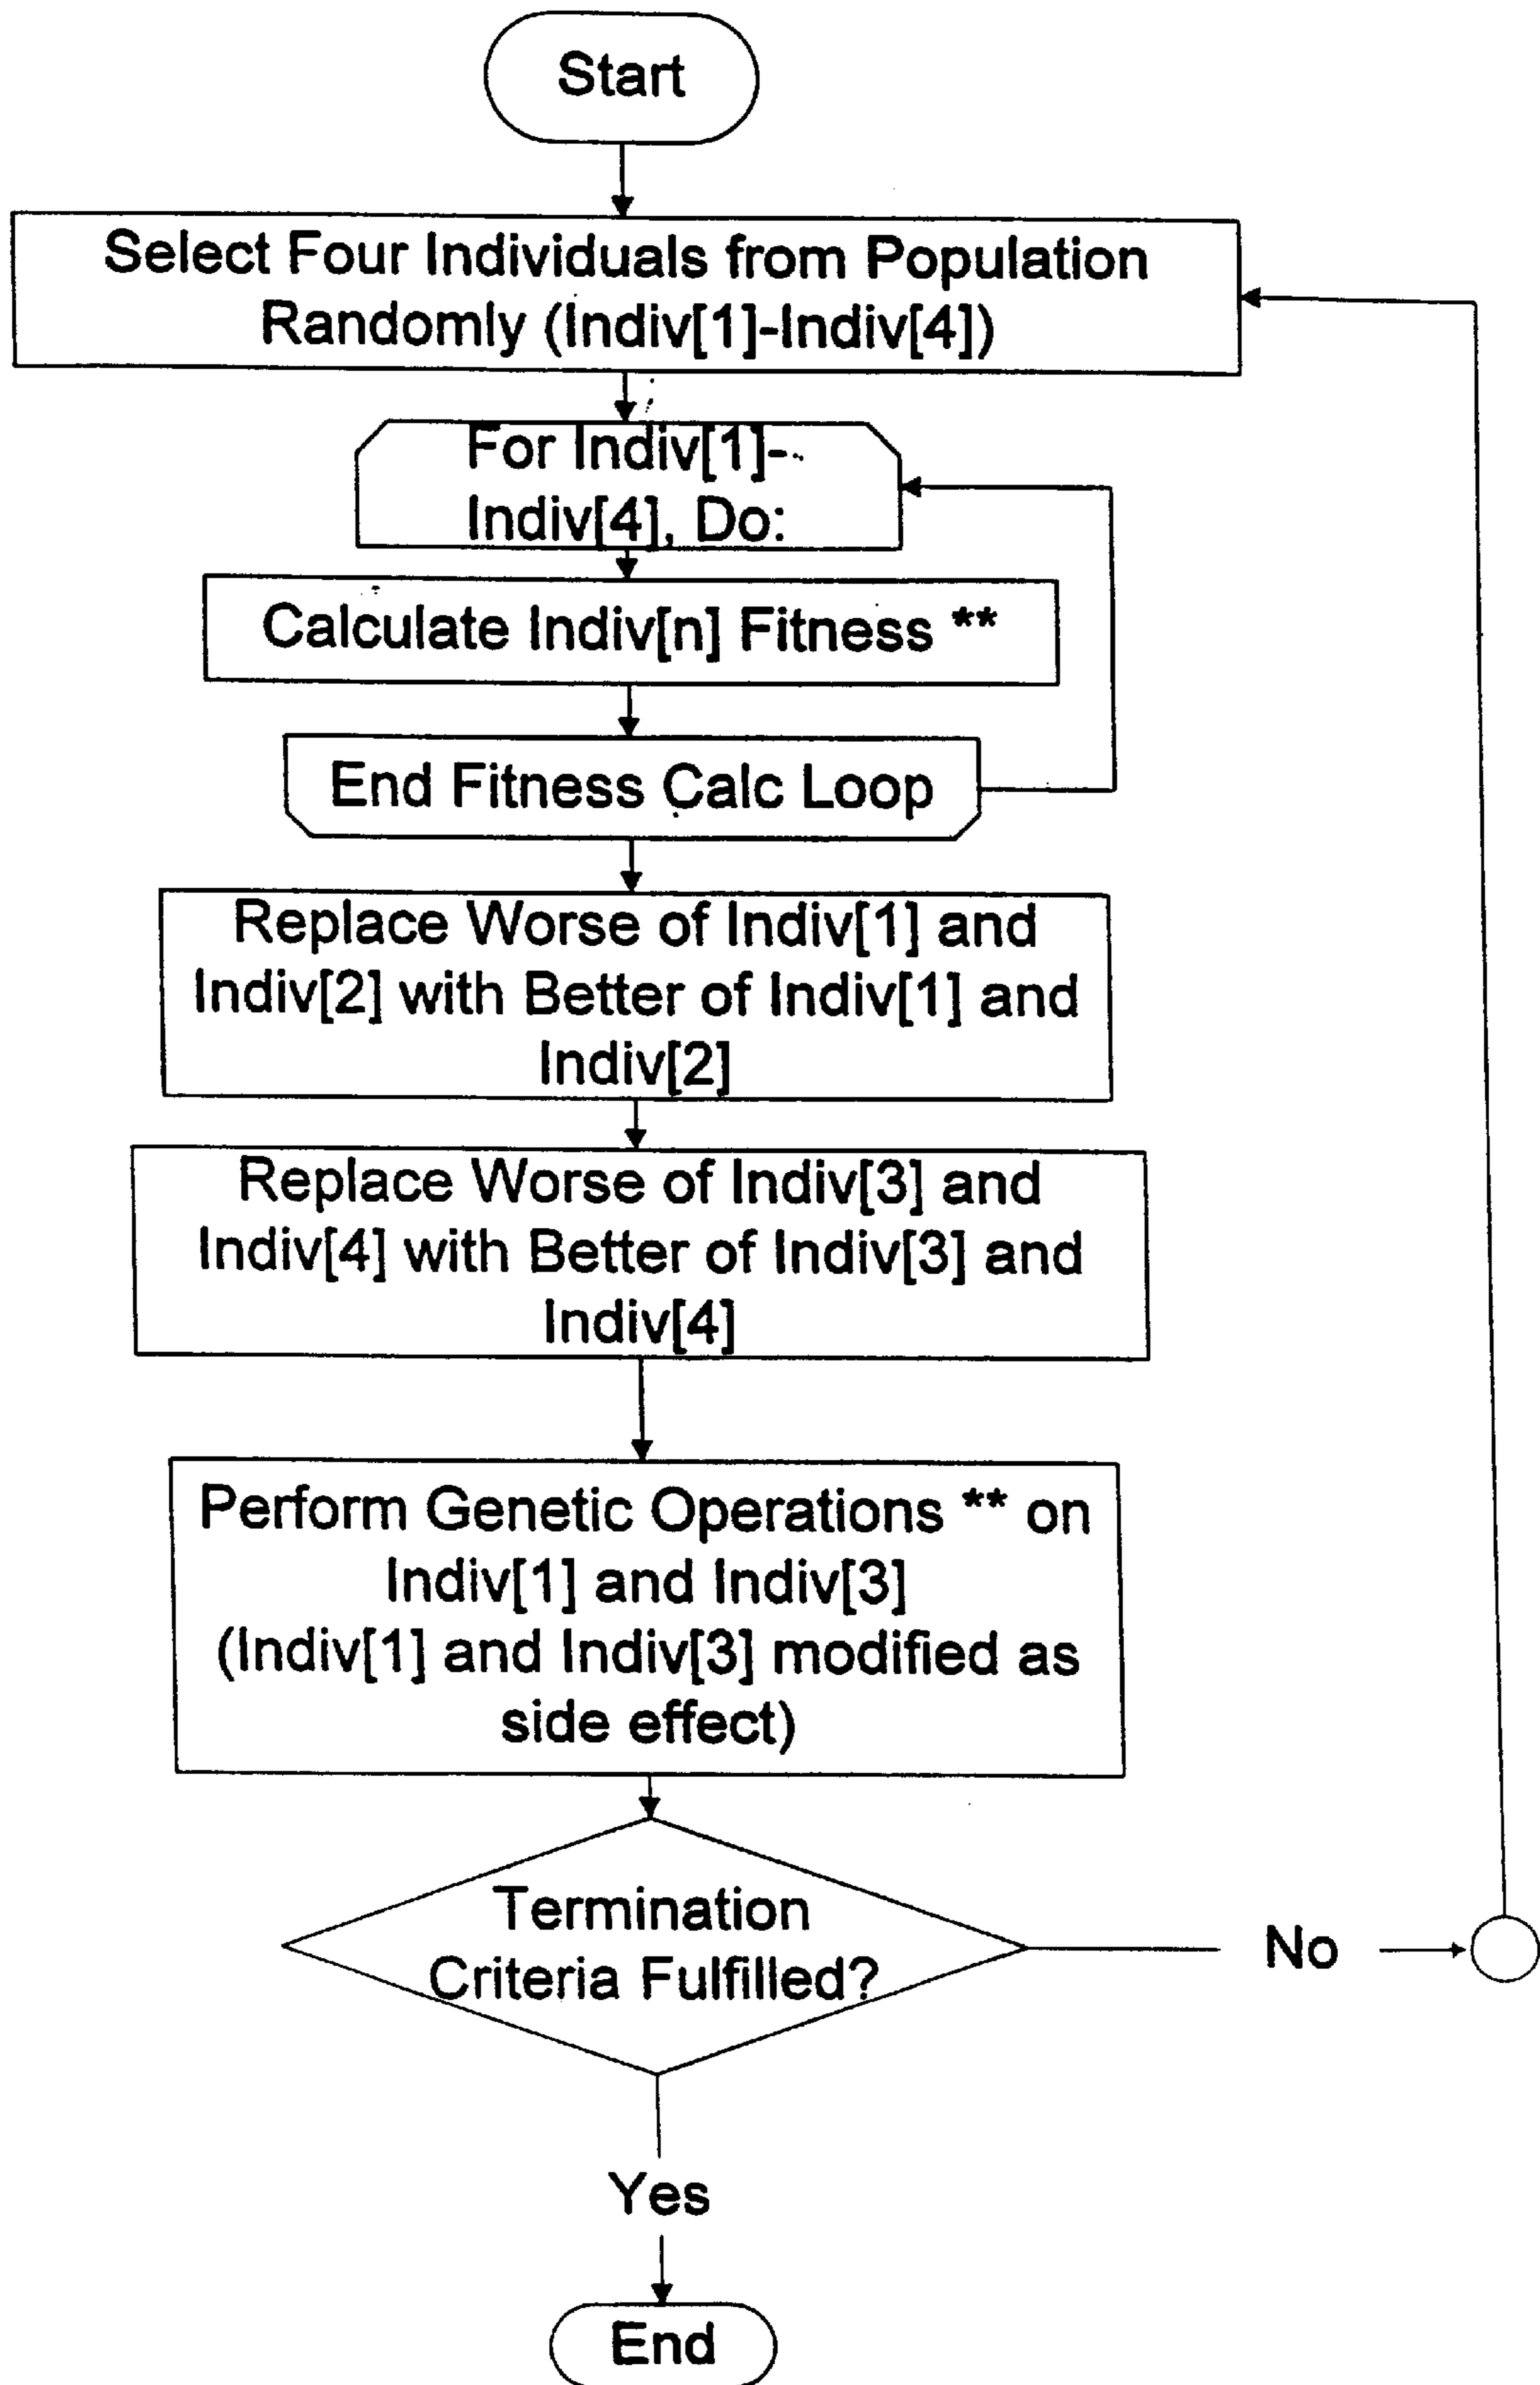 Start
Select Four Individuals from Population
Randomly (Indiv[1]-Indiv[4])
For Indiv[1]-
Indiv[4], Do:
Calculate Indiv[n] Fitness **
End Fitness Calc Loop
Replace Worse of Indiv[1] and
Indiv[2] with Better of Indiv[1] and
Indiv[2]
Replace Worse of Indiv[3] and
Indiv[4] with Better of Indiv[3] and
Indiv[4]
Perform Genetic Operations ** on
Indiv[1] and Indiv[3]
(Indiv[1] and Indiv[3] modified as
side effect)
Termination
Criteria Fulfilled?
No
Yes
End